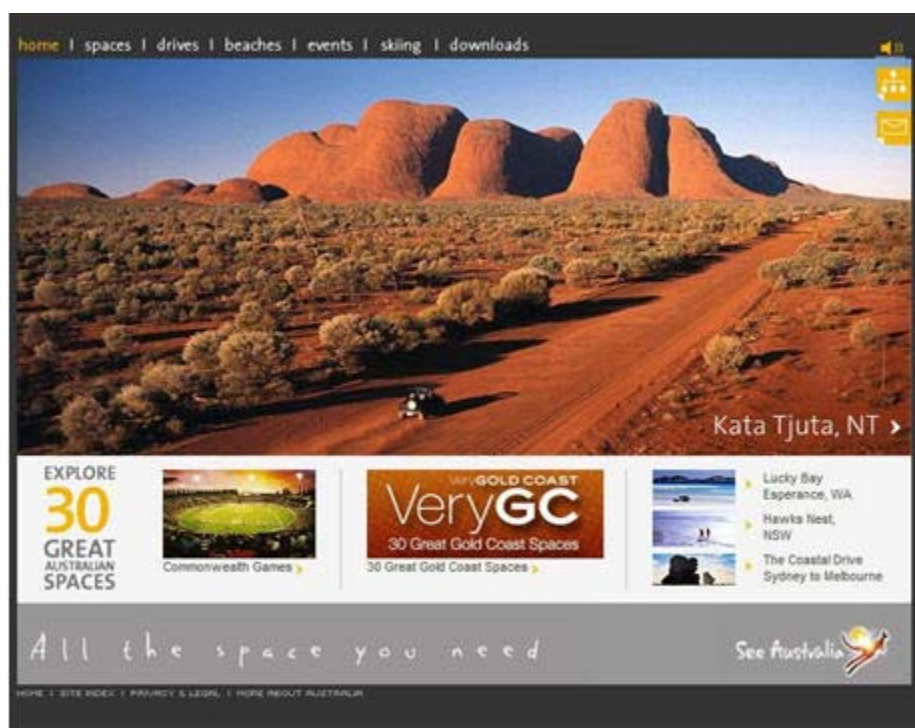 home | spaces | drives | beaches | events | skiing | downloads
Kata Tjuta, NT
EXPLORE
30
GREAT
AUSTRALIAN
SPACES
Commonwealth Games
VeryGOLD COAST
VeryGC
30 Great Gold Coast Spaces
30 Great Gold Coast Spaces
Lucky Bay
Esperance, WA
Hawks Nest,
NSW
The Coastal Drive
Sydney to Melbourne
All the space you need
See Australia
HOME | SITE INDEX | PRIVACY & LEGAL | MORE ABOUT AUSTRALIA